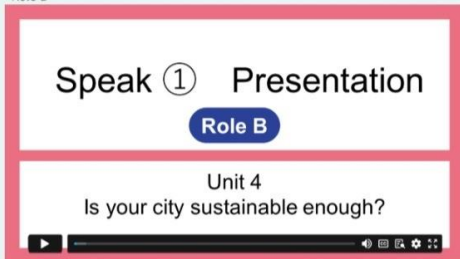 Speak ① Presentation
Role B
Unit 4
Is your city sustainable enough?